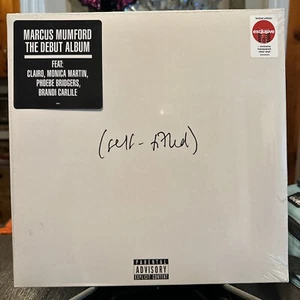 MARCUS MUMFORD
THE DEBUT ALBUM
FEAT:
CLAIRO, MONICA MARTIN,
PHOEBE BRIDGERS,
BRANDI CARLILE
exclusive
(self-titled)
PARENTAL
ADVISORY
EXPLICIT CONTENT